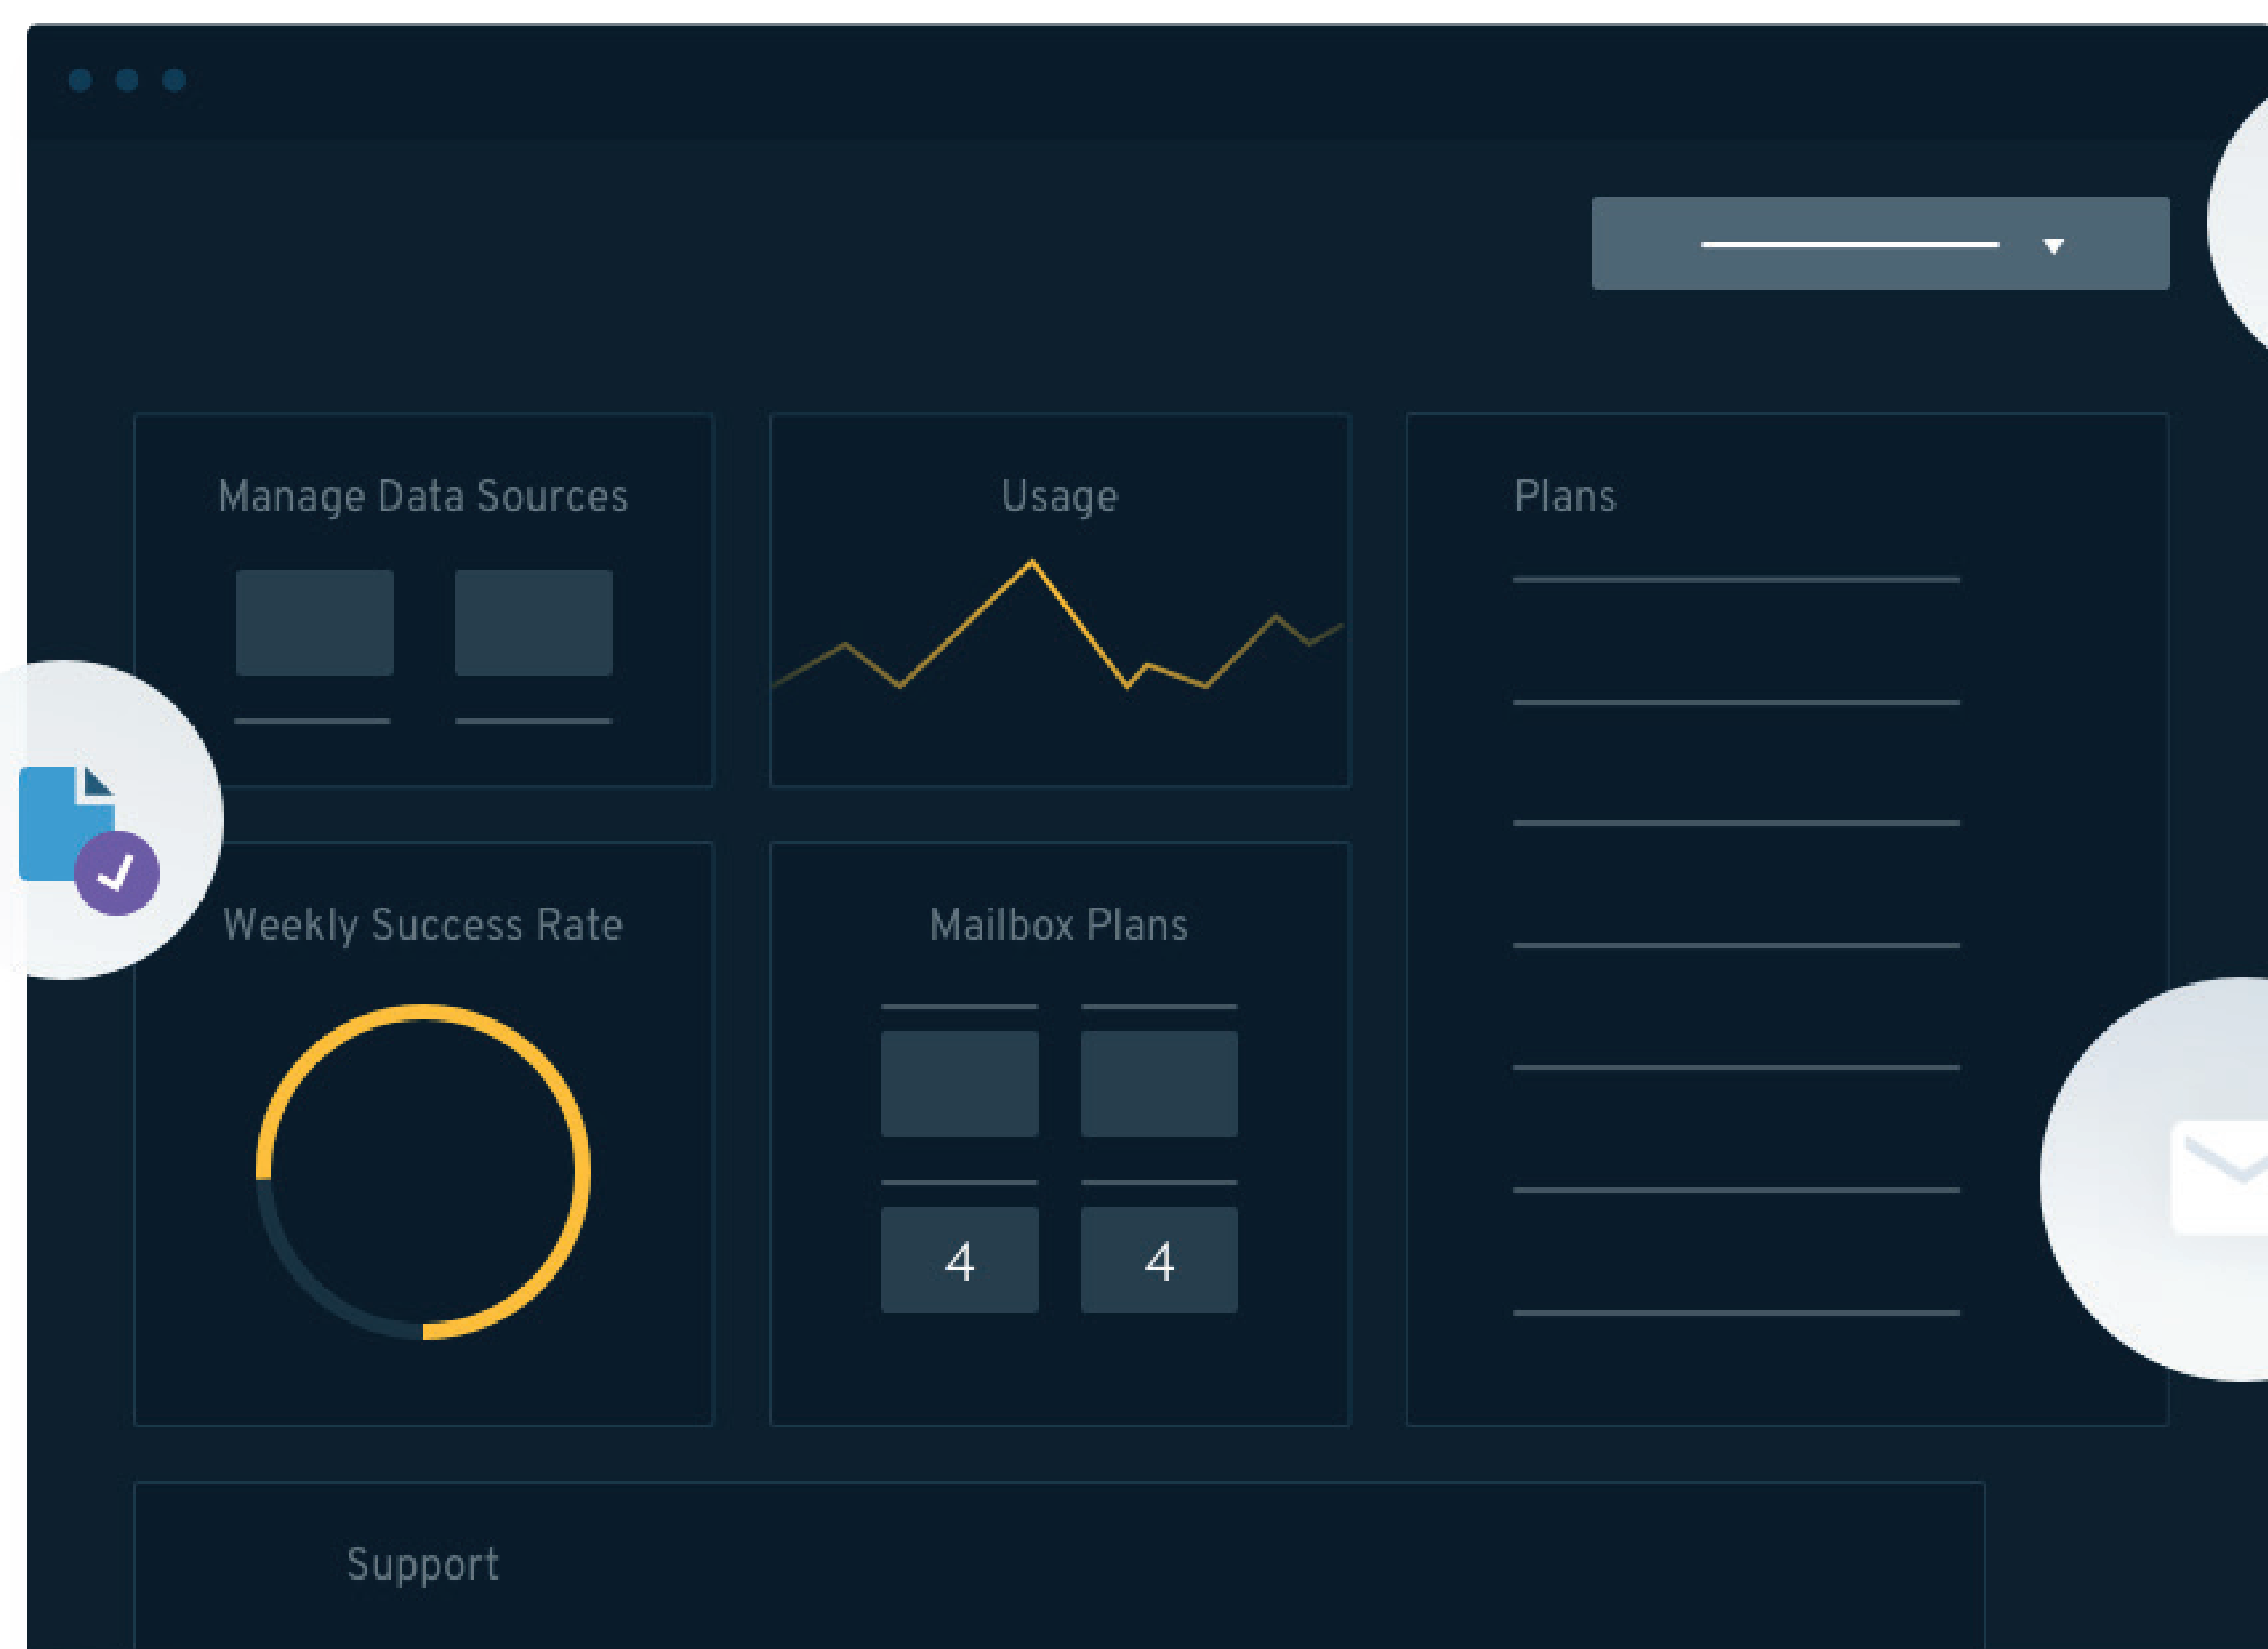 Manage Data Sources
Usage
Plans
Weekly Success Rate
Mailbox Plans
4
4
Support